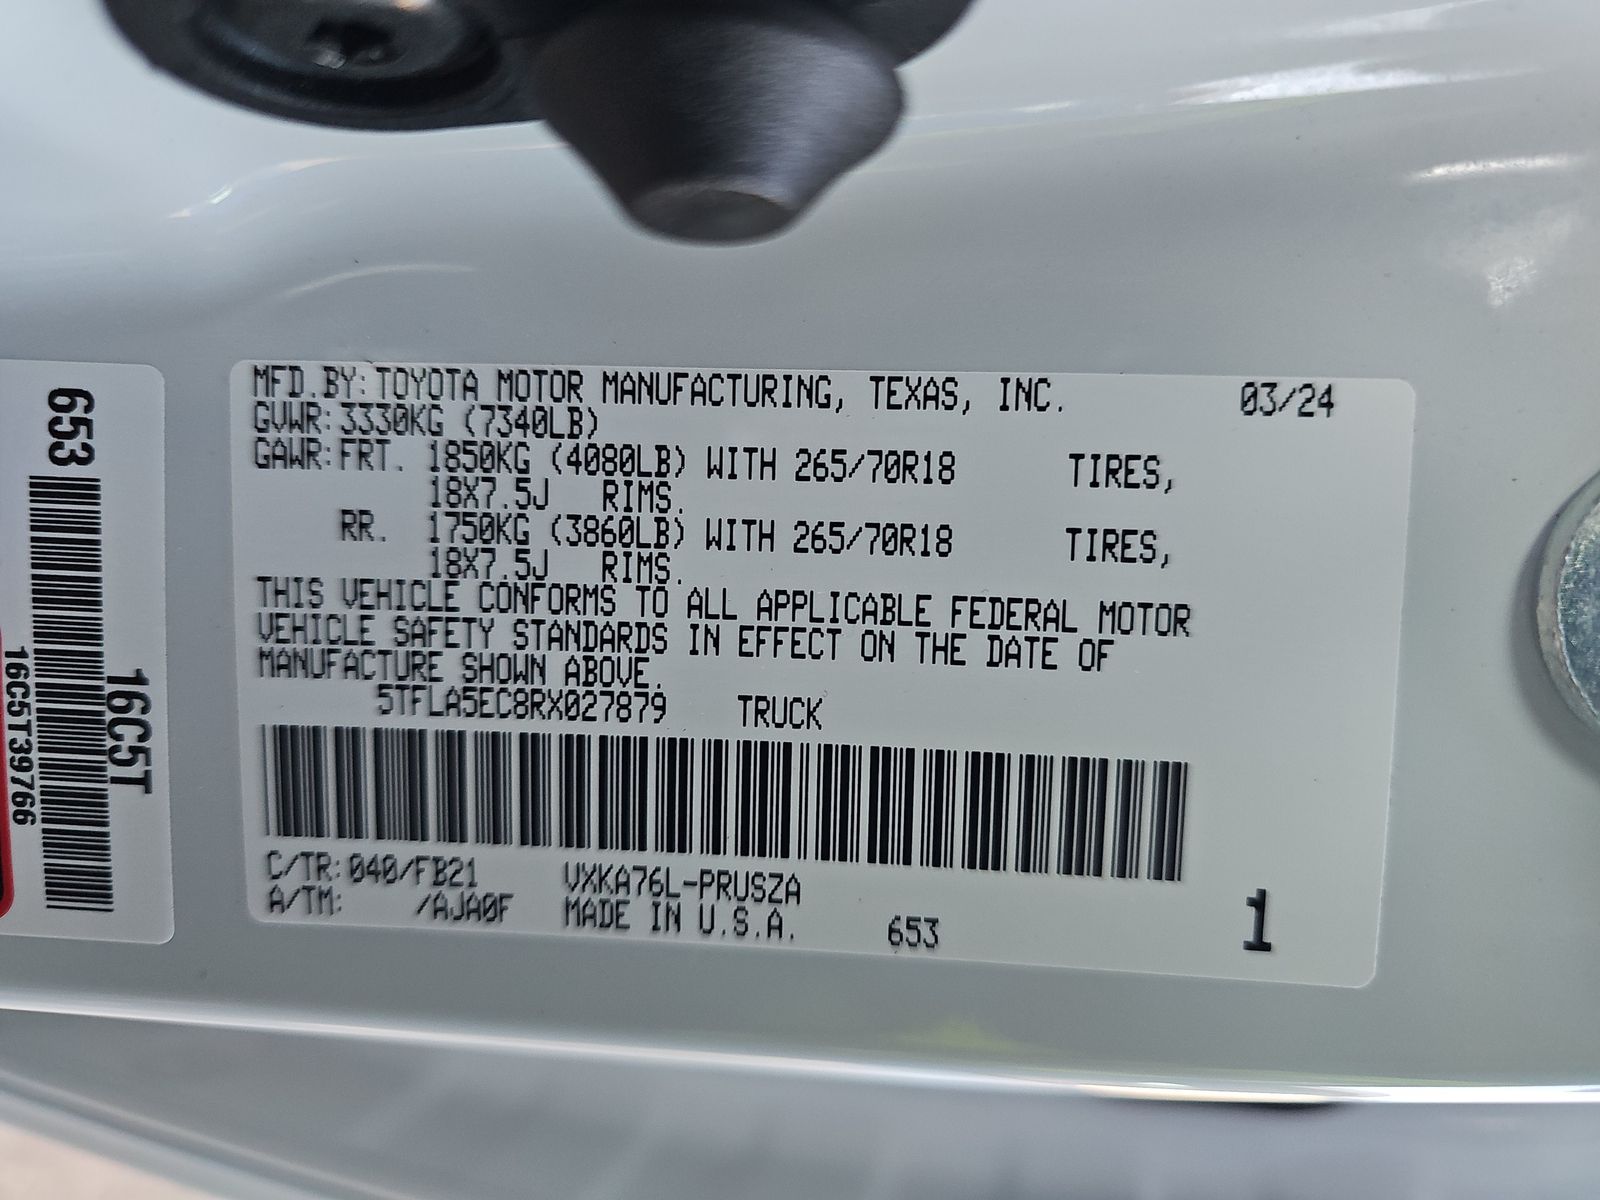 653
16C5T
16C5T39766
MFD.BY:TOYOTA MOTOR MANUFACTURING, TEXAS, INC. 03/24
GVWR:3330KG (7340LB)
GAWR:FRT. 1850KG (4080LB) WITH 265/70R18 TIRES,
18X7.5J RIMS.
RR. 1750KG (3860LB) WITH 265/70R18 TIRES,
18X7.5J RIMS.
THIS VEHICLE CONFORMS TO ALL APPLICABLE FEDERAL MOTOR
VEHICLE SAFETY STANDARDS IN EFFECT ON THE DATE OF
MANUFACTURE SHOWN ABOVE.
5TFLA5EC8RX027879 TRUCK
C/TR:040/FB21 VXKA76L-PRUSZA
A/TM: /AJA0F MADE IN U.S.A. 653 1